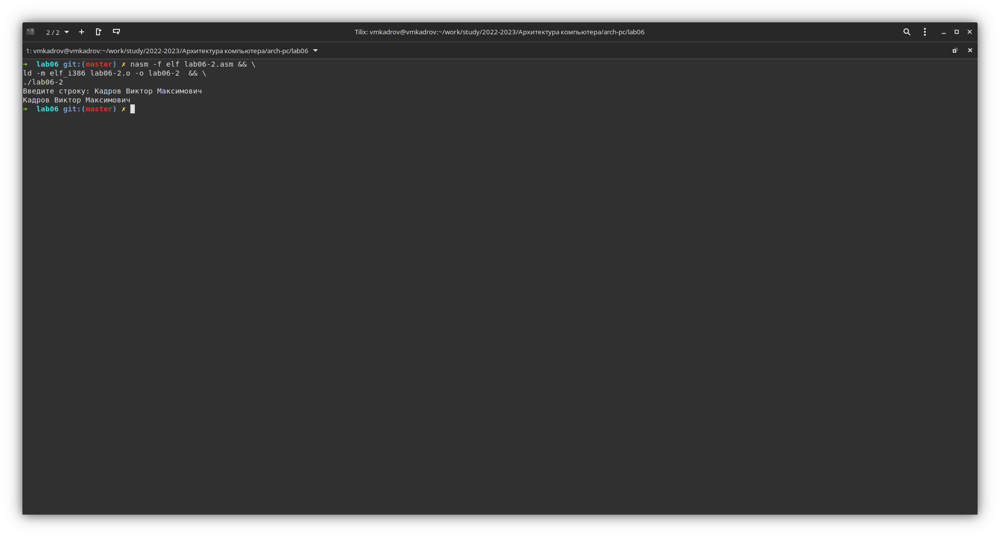 2 / 2
Tilix: vmkadrov@vmkadrov:~/work/study/2022-2023/Архитектура компьютера/arch-pc/lab06
1: vmkadrov@vmkadrov:~/work/study/2022-2023/Архитектура компьютера/arch-pc/lab06
➜  lab06 git:(master) ✗ nasm -f elf lab06-2.asm && \
ld -m elf_i386 lab06-2.o -o lab06-2  && \
./lab06-2
Введите строку: Кадров Виктор Максимович
Кадров Виктор Максимович
➜  lab06 git:(master) ✗